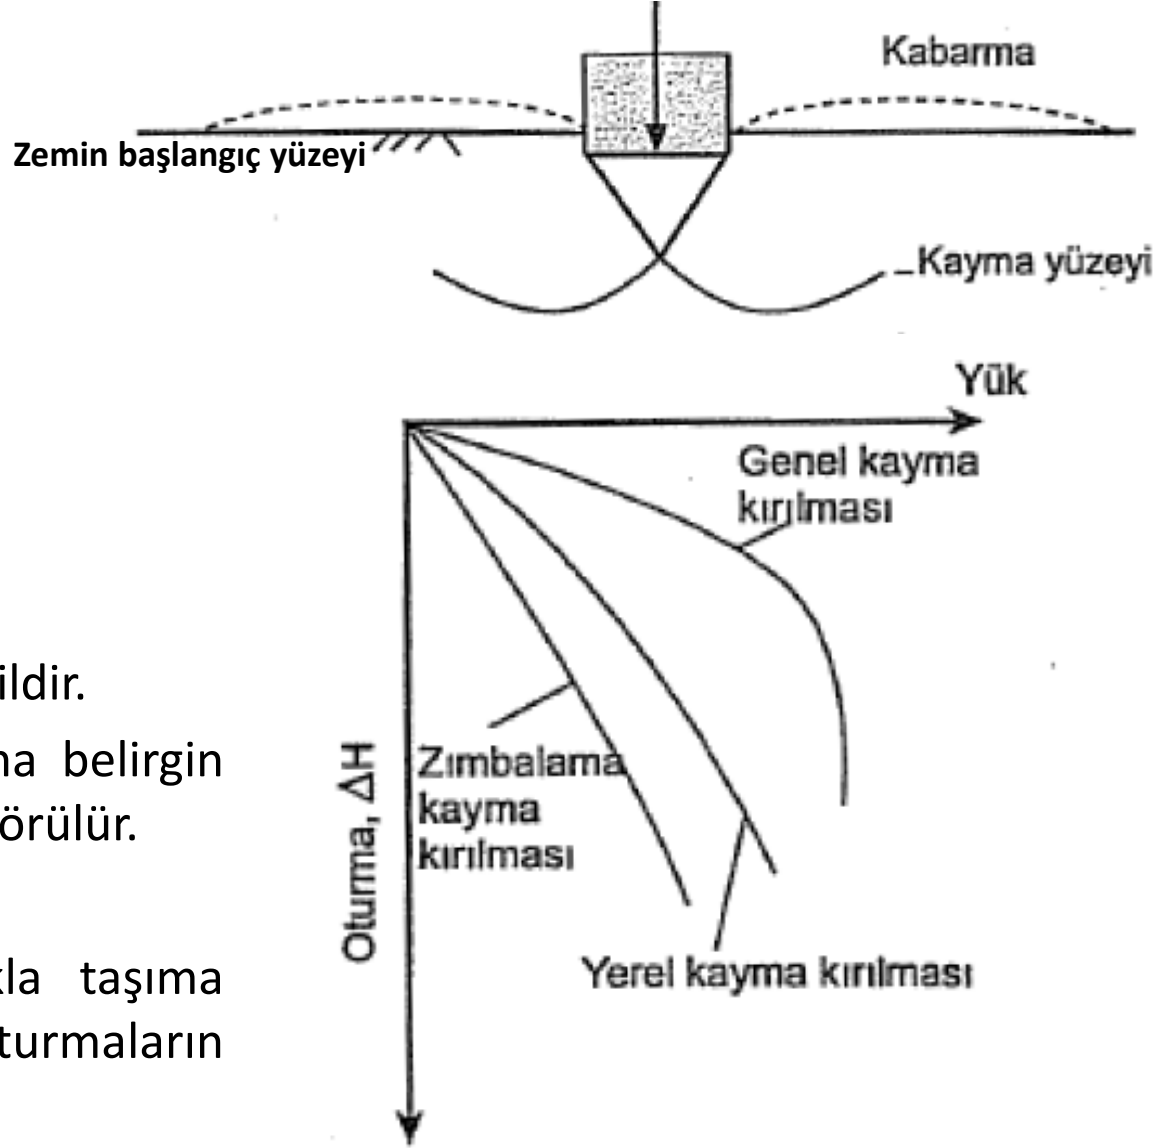 Kabarma
Zemin başlangıç yüzeyi
Kayma yüzeyi
Yük
Genel kayma
kırılması
ildir.
na belirgin
örülür.
Zımbalama
kayma
kırılması
Oturma, ΔH
Yerel kayma kırılması
kla taşıma
turmaların